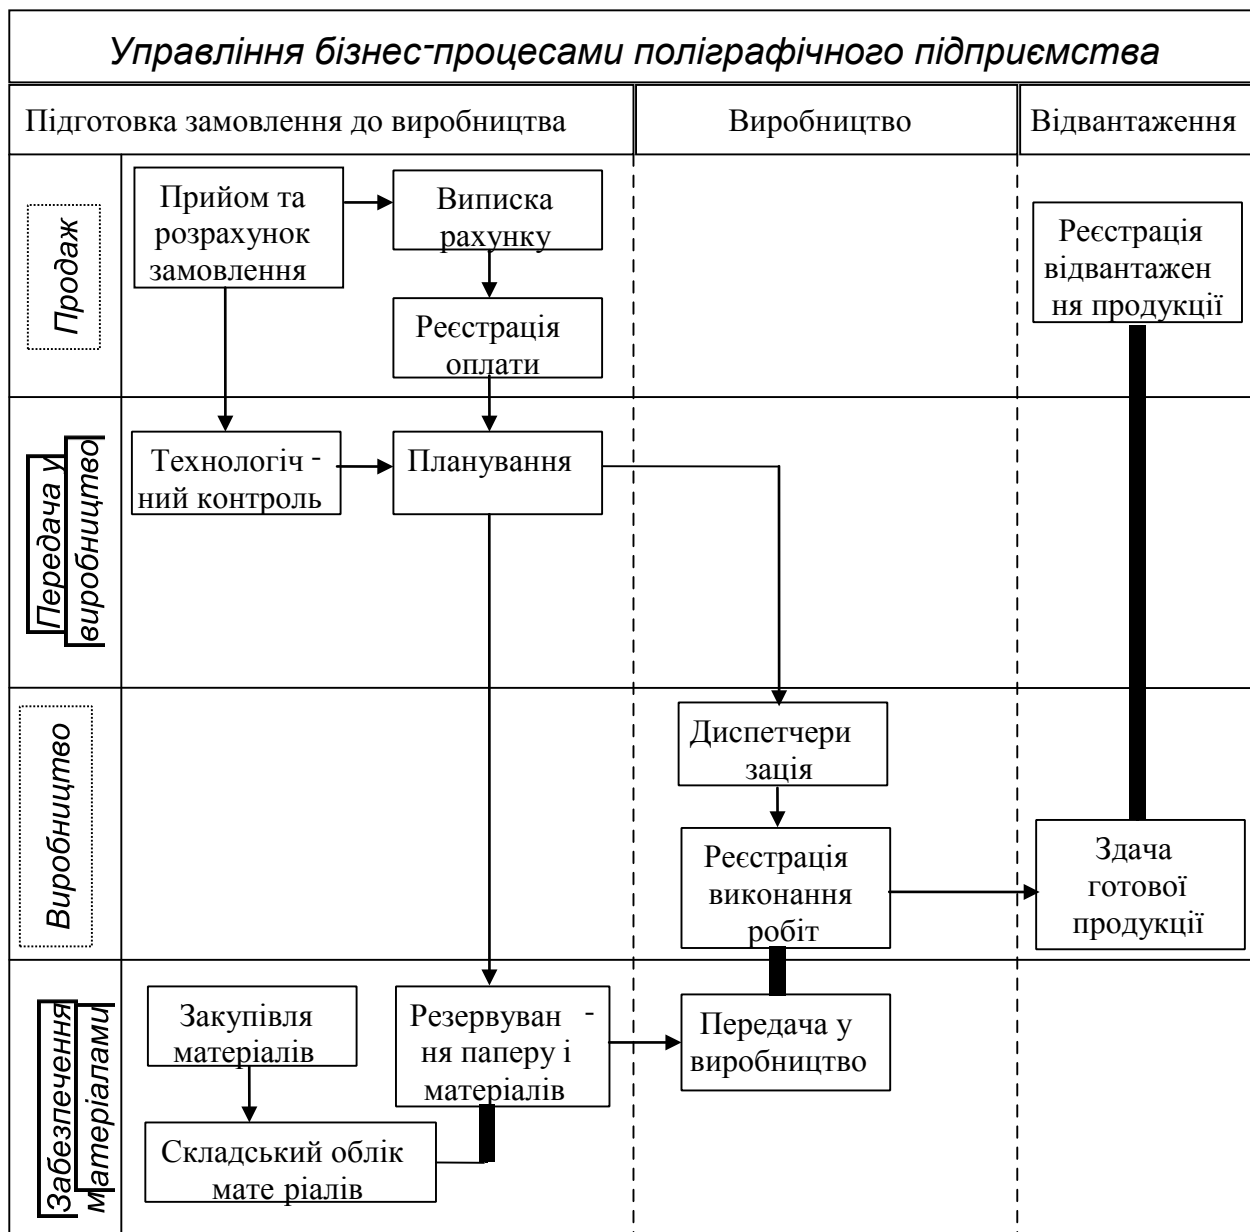 Управління бізнес-процесами поліграфічного підприємства
Підготовка замовлення до виробництва
Виробництво
Відвантаження
Продаж
Прийом та
розрахунок
замовлення
Виписка
рахунку
Реєстрація
оплати
Реєстрація
відвантажен
ня продукції
Передача у
виробництво
Технологіч -
ний контроль
Планування
Виробництво
Диспетчери
зація
Реєстрація
виконання
робіт
Здача
готової
продукції
Забезпечення
матеріалами
Закупівля
матеріалів
Резервуван -
ня паперу і
матеріалів
Передача у
виробництво
Складський облік
мате ріалів